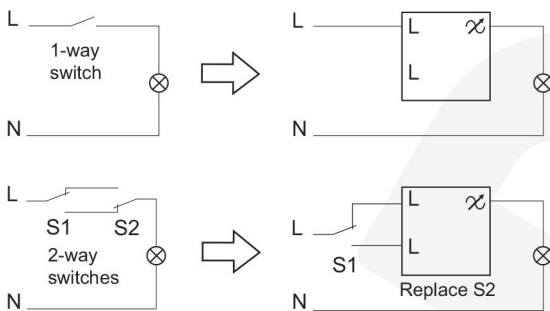 L
1-way
switch
N
L
L
N
L
S1 S2
2-way
switches
N
L
L
L
S1
Replace S2
N